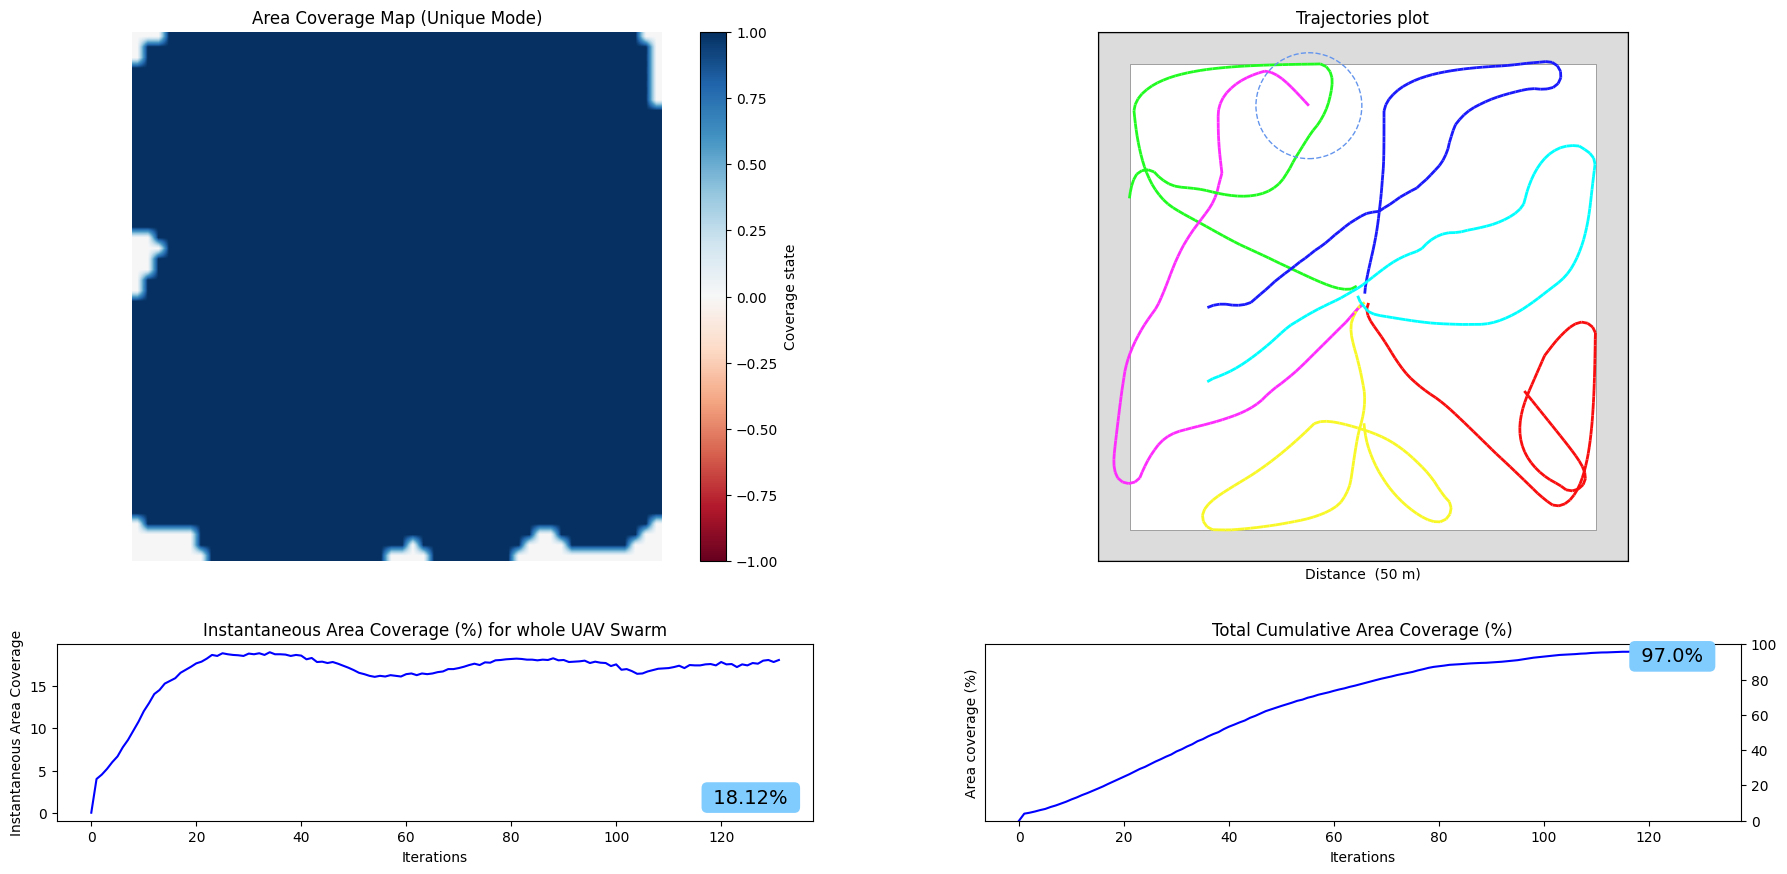 Area Coverage Map (Unique Mode)
1.00
0.75
0.50
0.25
0.00
−0.25
−0.50
−0.75
−1.00
Coverage state
Trajectories plot
Distance  (50 m)
Instantaneous Area Coverage (%) for whole UAV Swarm
Instantaneous Area Coverage
15
10
5
0
18.12%
0 20 40 60 80 100 120
Iterations
Total Cumulative Area Coverage (%)
Area coverage (%)
97.0%
100
80
60
40
20
0
0 20 40 60 80 100 120
Iterations